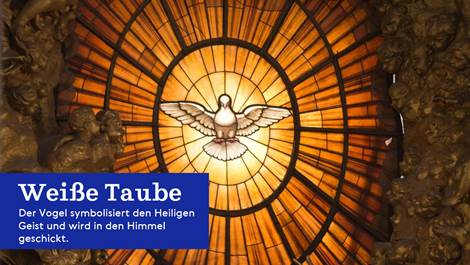 Weiße Taube
Der Vogel symbolisiert den Heiligen
Geist und wird in den Himmel
geschickt.